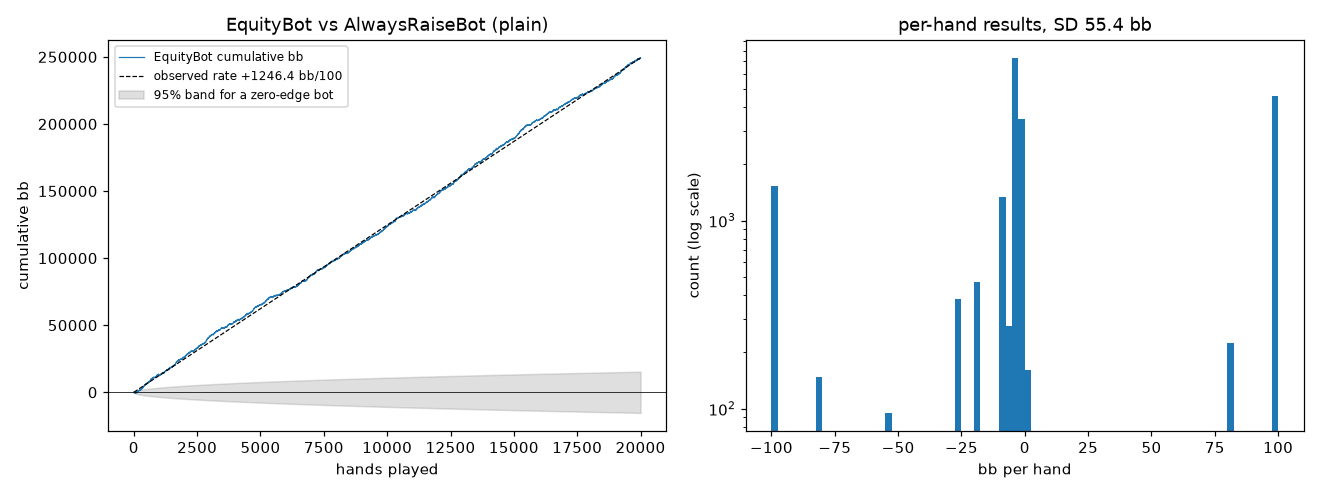 EquityBot vs AlwaysRaiseBot (plain)
EquityBot cumulative bb
observed rate +1246.4 bb/100
95% band for a zero-edge bot
cumulative bb
250000
200000
150000
100000
50000
0
0 2500 5000 7500 10000 12500 15000 17500 20000
hands played
per-hand results, SD 55.4 bb
count (log scale)
10³
10²
−100 −75 −50 −25 0 25 50 75 100
bb per hand